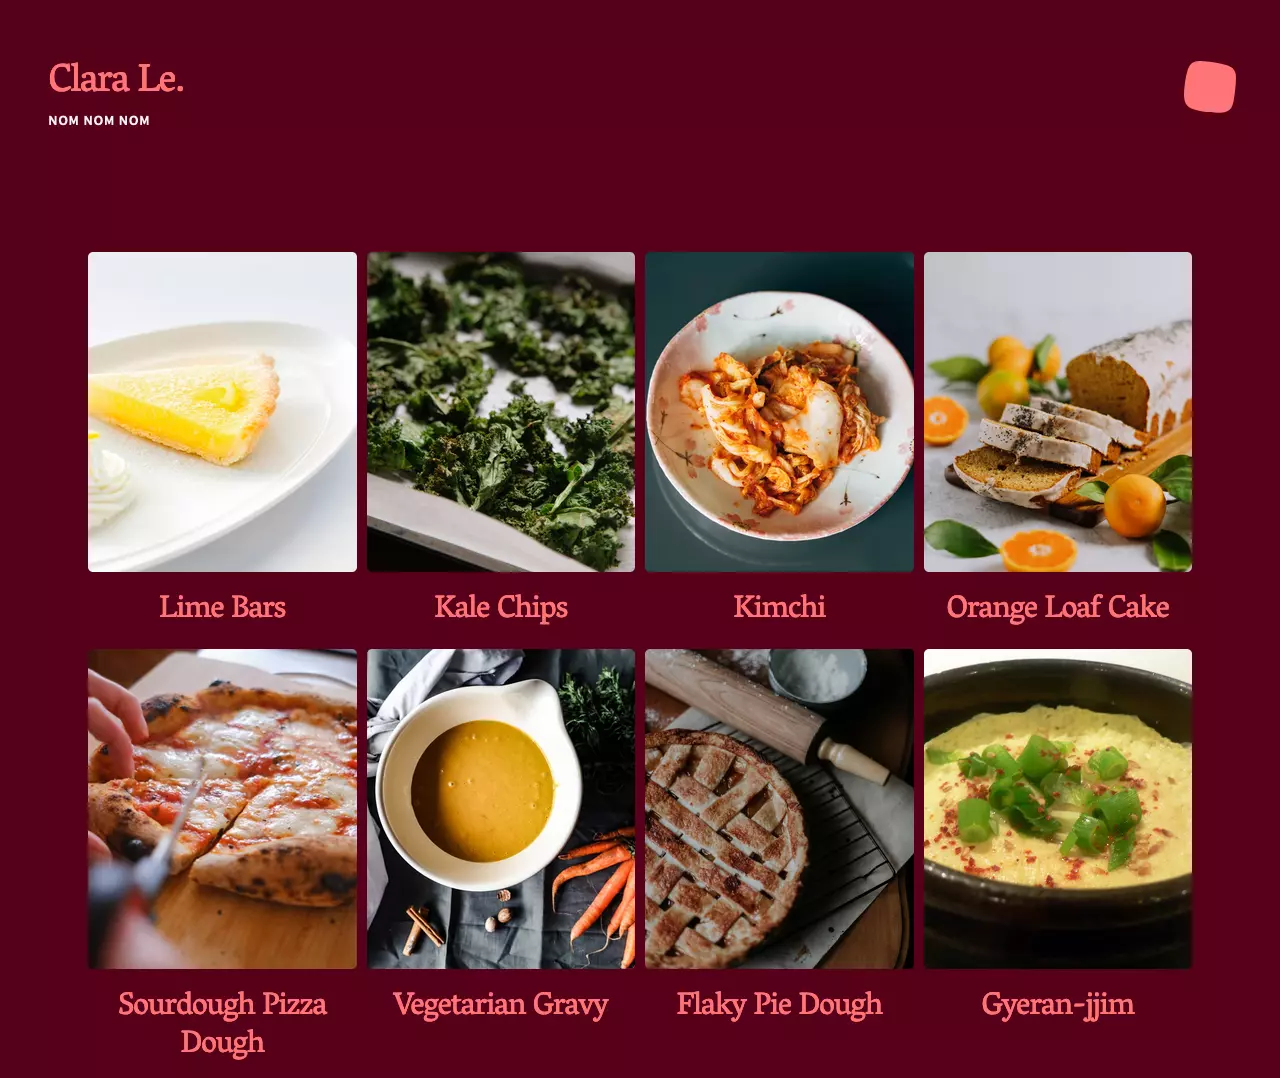 Clara Le.
NOM NOM NOM
Lime Bars
Kale Chips
Kimchi
Orange Loaf Cake
Sourdough Pizza
Dough
Vegetarian Gravy
Flaky Pie Dough
Gyeran-jjim